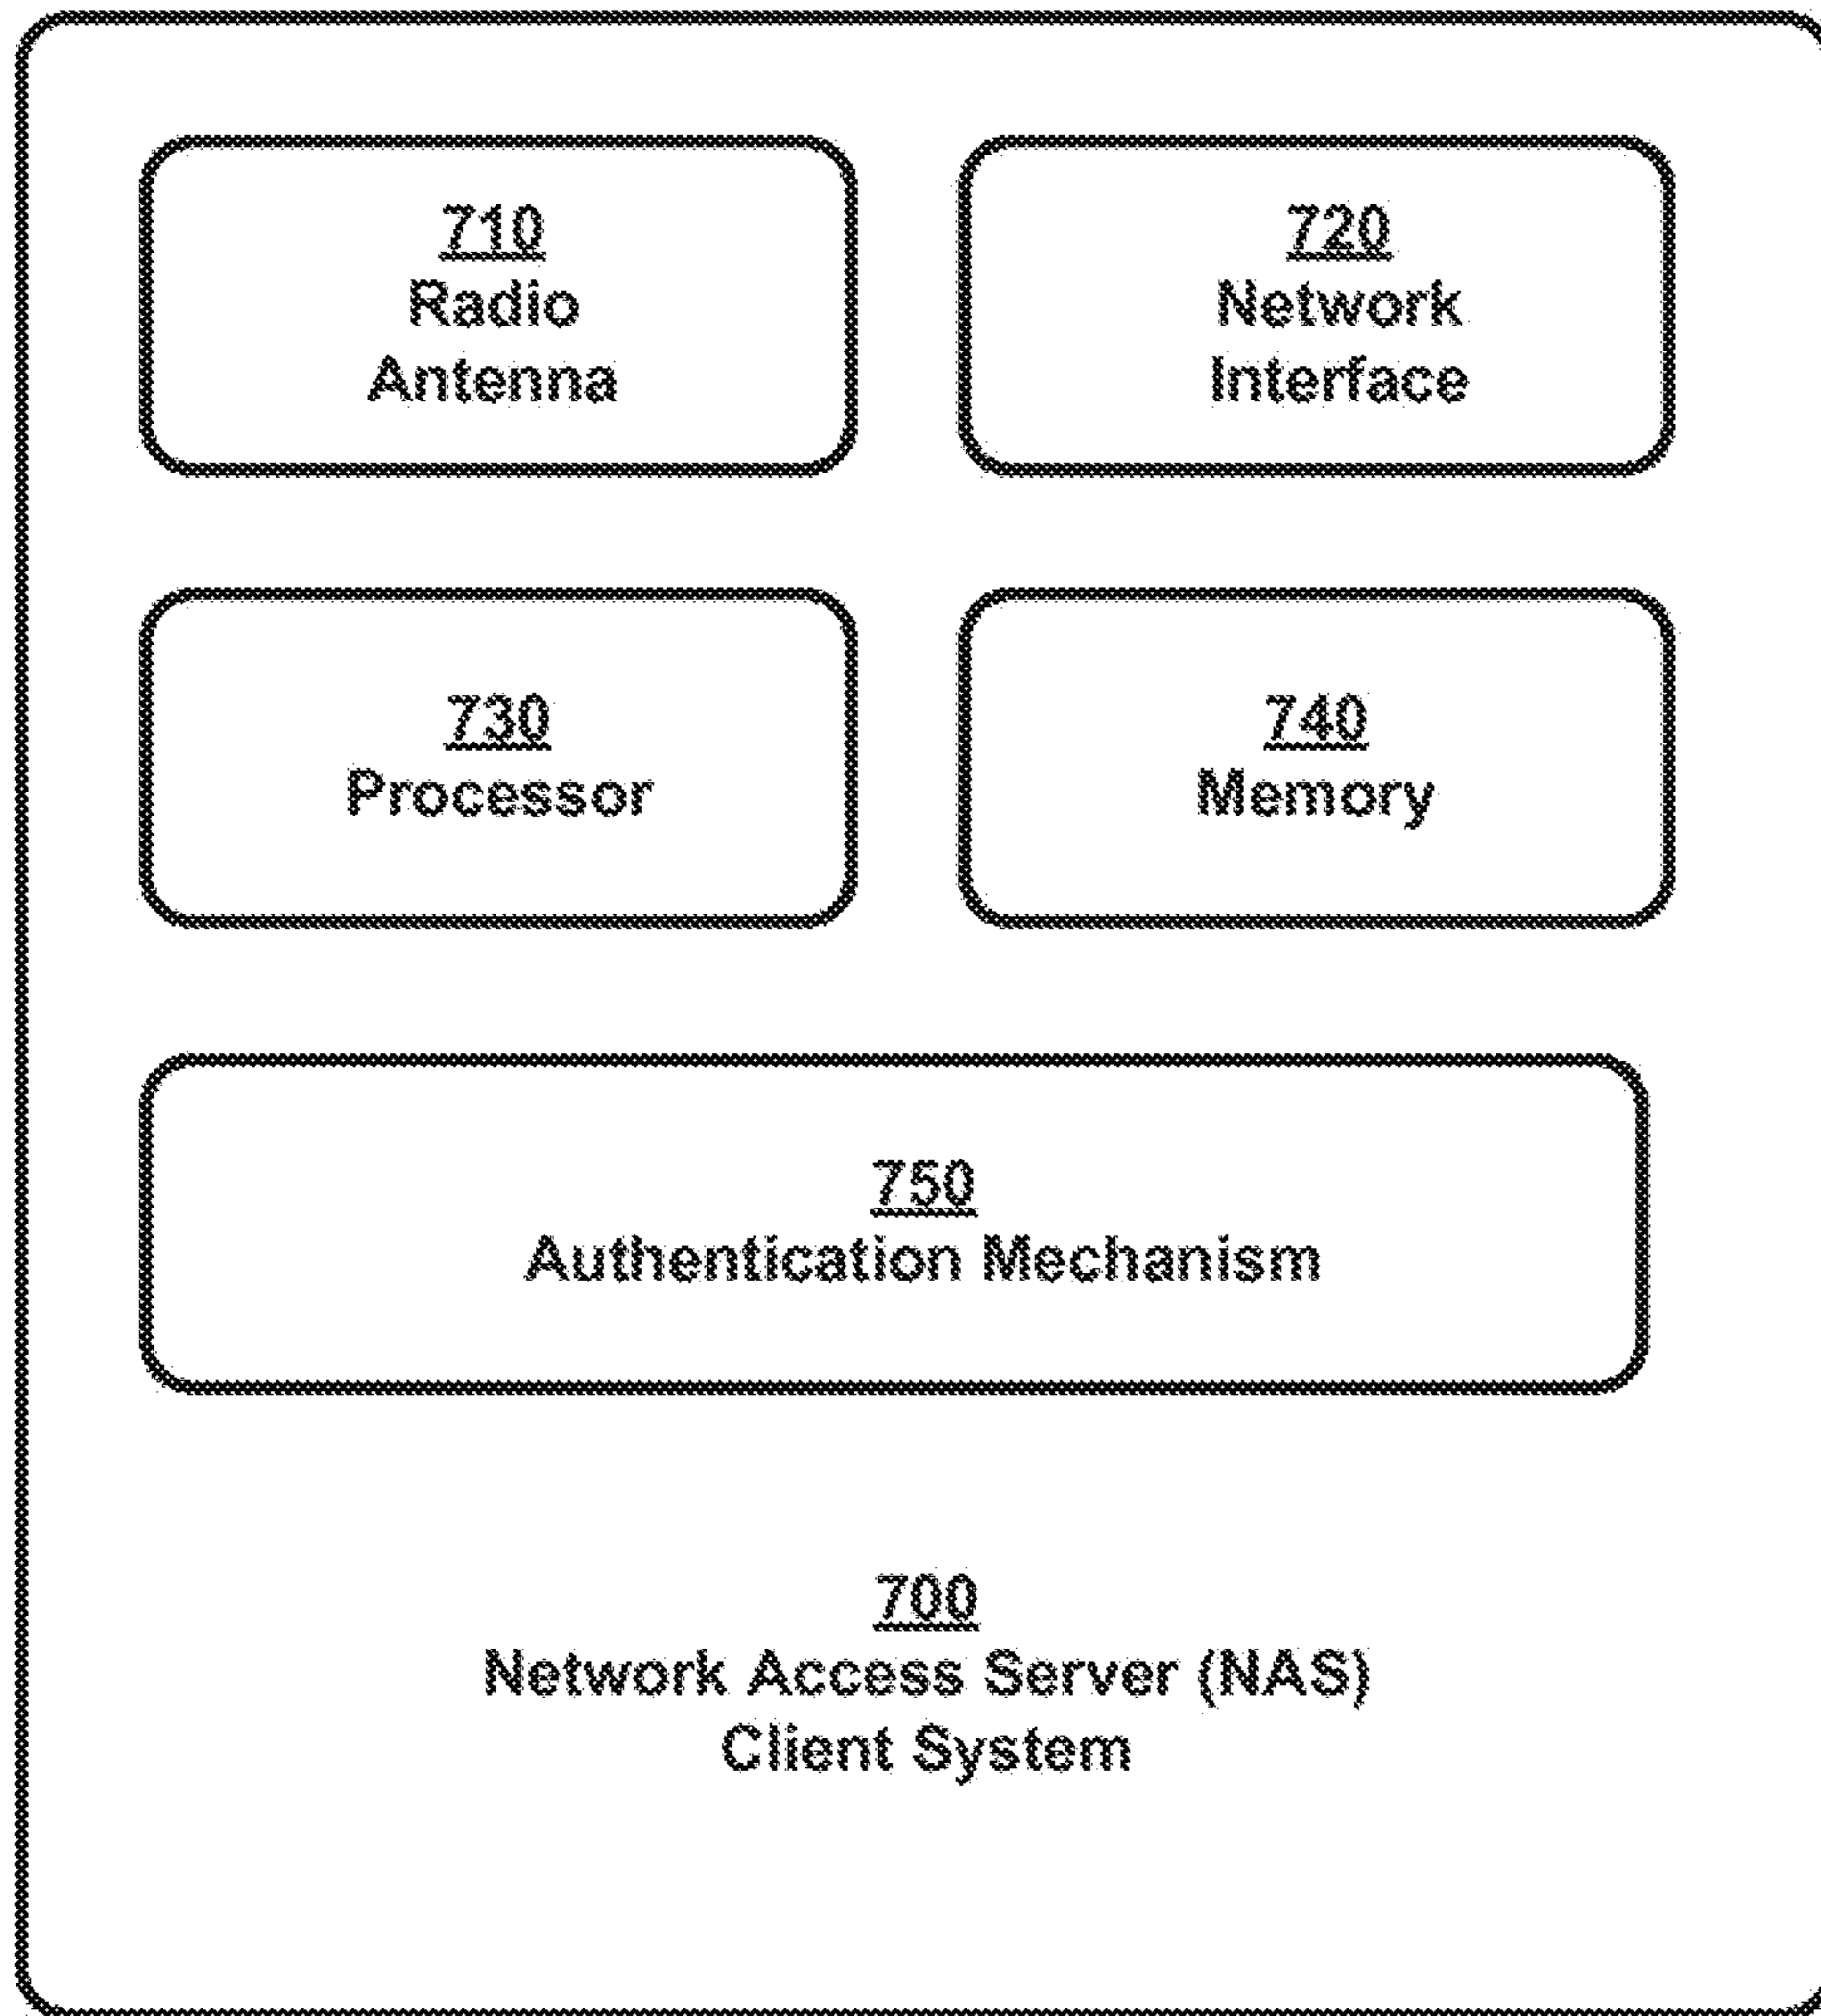 710
Radio
Antenna
720
Network
Interface
730
Processor
740
Memory
750
Authentication Mechanism
700
Network Access Server (NAS)
Client System